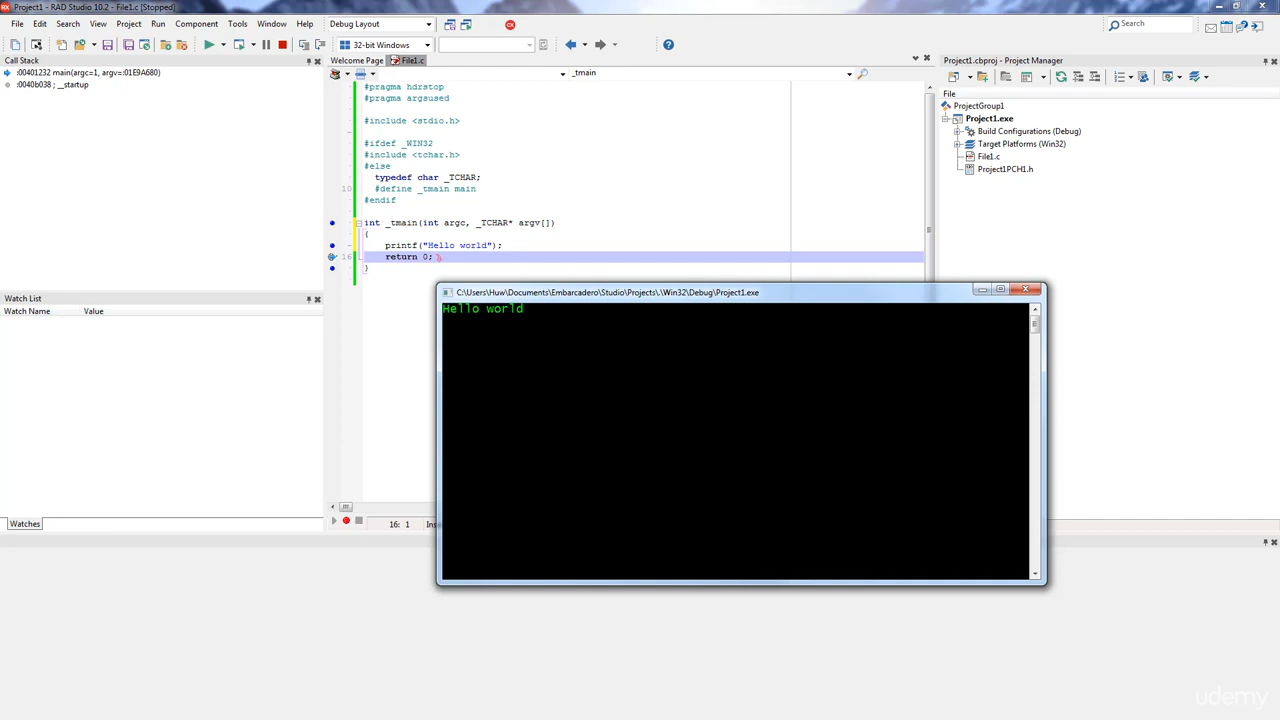 Project1 - RAD Studio 10.2 - File1.c [Stopped]
File Edit Search View Project Run Component Tools Window Help
Debug Layout
Search
32-bit Windows
Call Stack
:00401232 main(argc=1, argv=:01E9A680)
:0040b038 ; __startup
Watch List
Watch Name Value
Watches
Welcome Page File1.c
_tmain
#pragma hdrstop
#pragma argsused
#include <stdio.h>
#ifdef _WIN32
#include <tchar.h>
#else
typedef char _TCHAR;
10 #define _tmain main
#endif
int _tmain(int argc, _TCHAR* argv[])
{
printf("Hello world");
16 return 0;
}
16: 1 Ins
C:\Users\Huw\Documents\Embarcadero\Studio\Projects\.\Win32\Debug\Project1.exe
Hello world
Project1.cbproj - Project Manager
File
ProjectGroup1
Project1.exe
Build Configurations (Debug)
Target Platforms (Win32)
File1.c
Project1PCH1.h
udemy